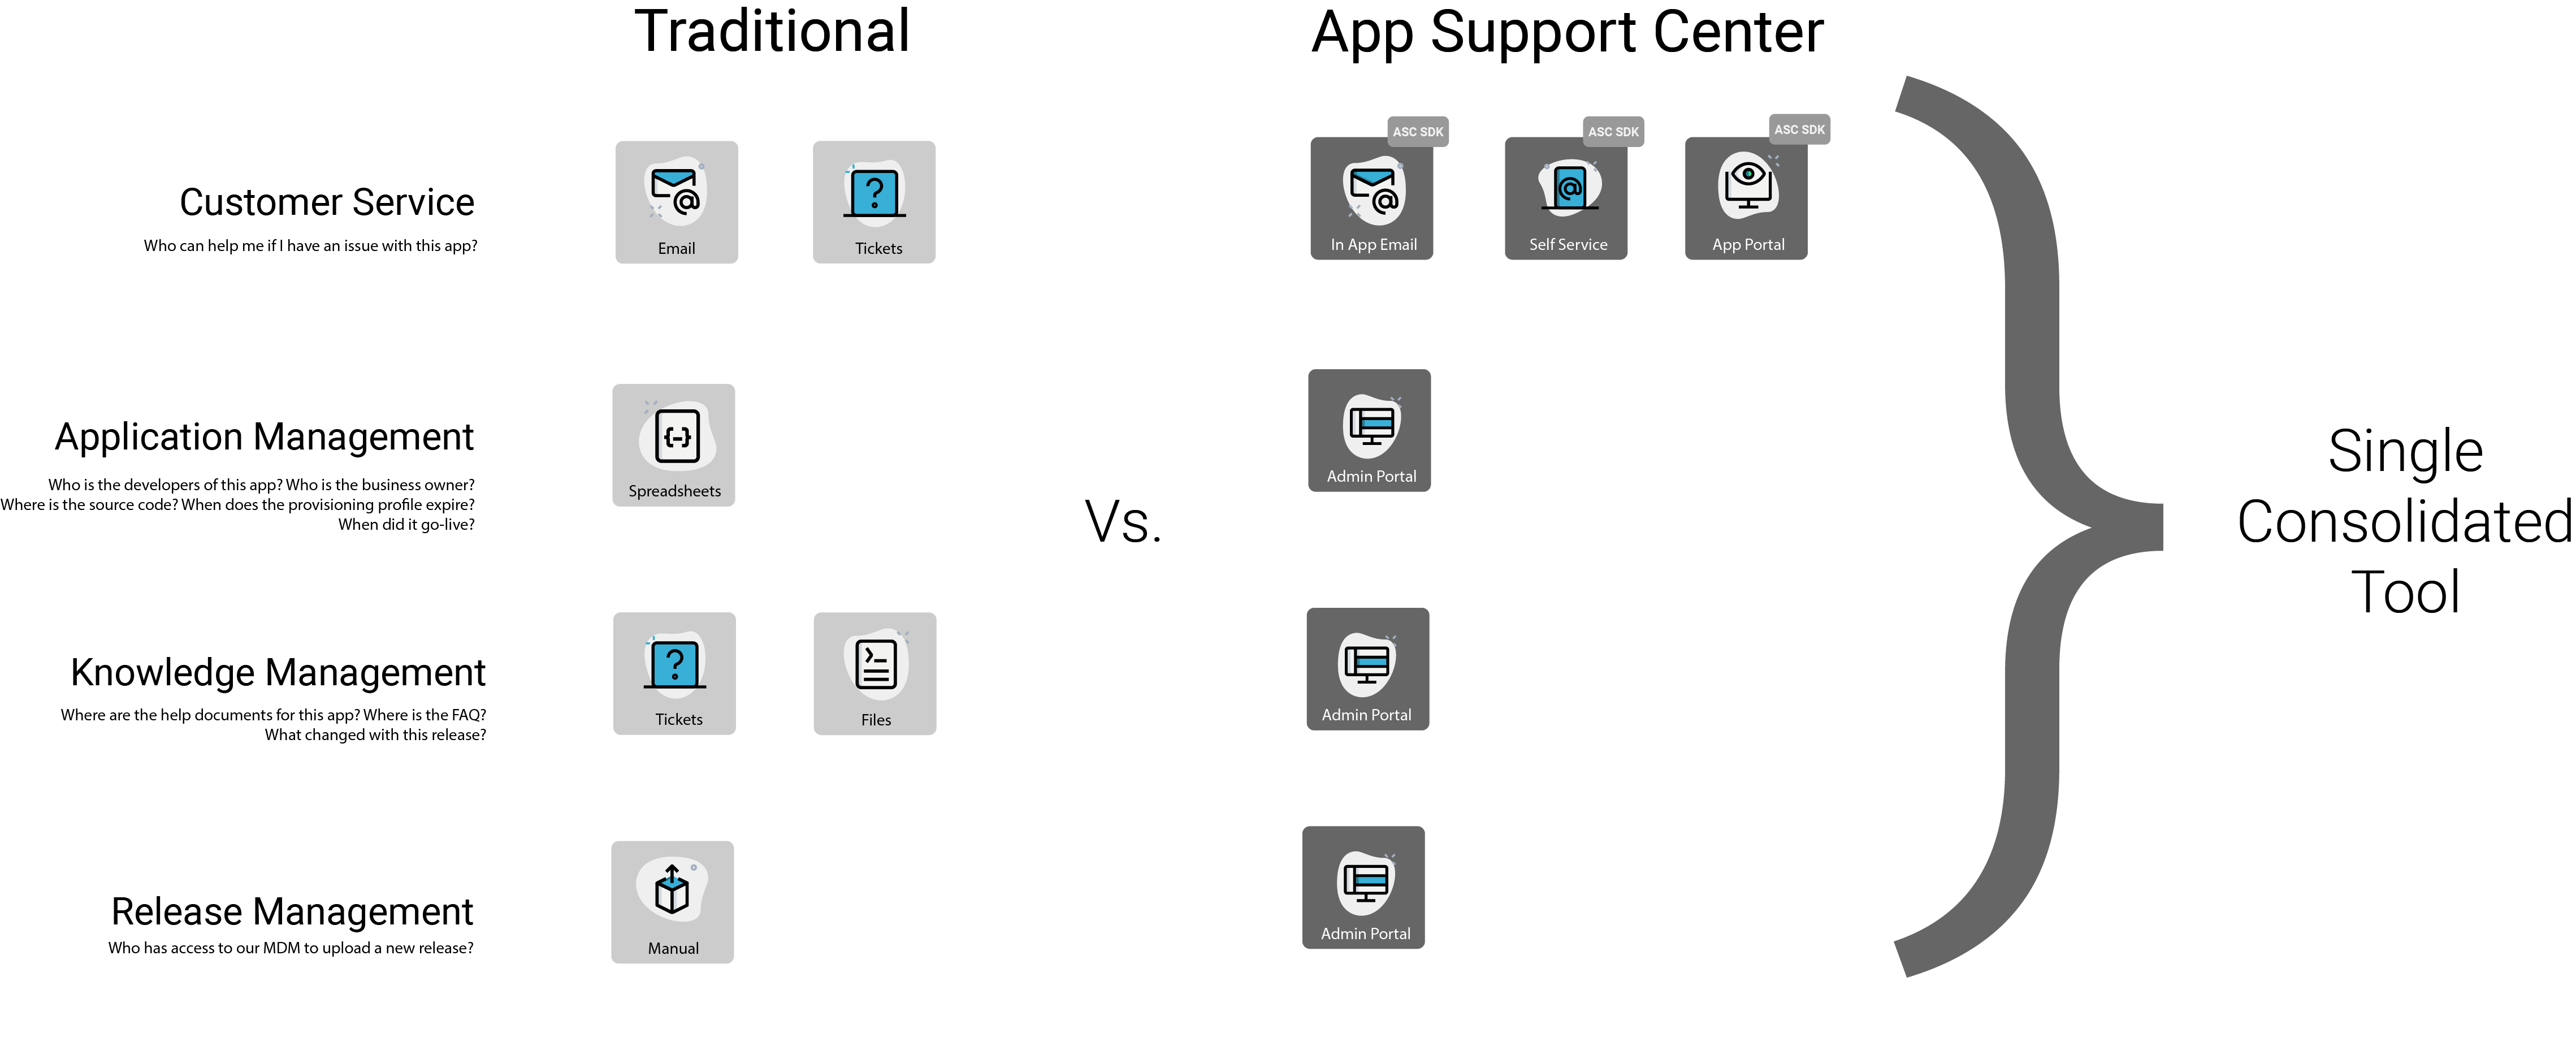 Traditional
App Support Center
Customer Service
Who can help me if I have an issue with this app?
Email
Tickets
ASC SDK
In App Email
ASC SDK
Self Service
ASC SDK
App Portal
Application Management
Who is the developers of this app? Who is the business owner?
Where is the source code? When does the provisioning profile expire?
When did it go-live?
Spreadsheets
Admin Portal
Vs.
Single
Consolidated
Tool
Knowledge Management
Where are the help documents for this app? Where is the FAQ?
What changed with this release?
Tickets
Files
Admin Portal
Release Management
Who has access to our MDM to upload a new release?
Manual
Admin Portal